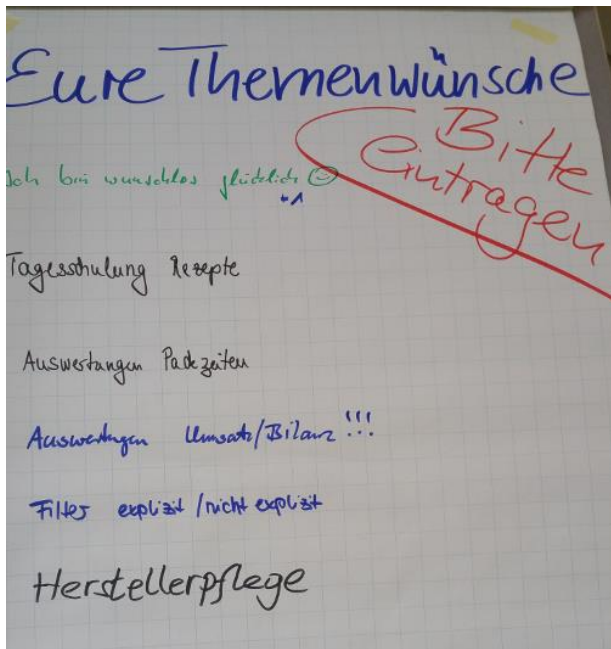 Eure Themenwünsche
Bitte
eintragen
Ich bin wunschlos glücklich ☺
+1
Tagesschulung Rezepte
Auswertungen Packzeiten
Auswertungen Umsatz/Bilanz !!!
Filter explizit / nicht explizit
Herstellerpflege